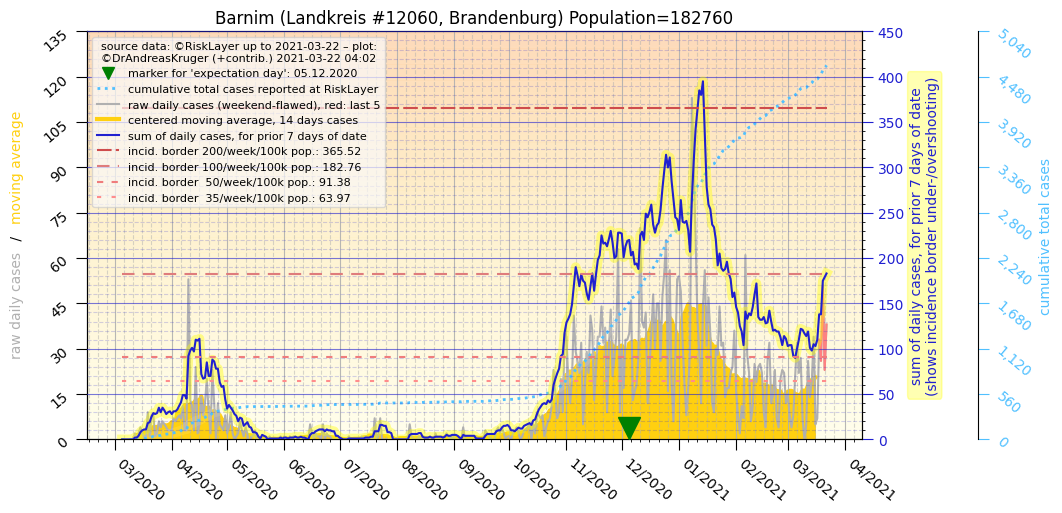 Barnim (Landkreis #12060, Brandenburg) Population=182760
source data: ©RiskLayer up to 2021-03-22 – plot:
©DrAndreasKruger (+contrib.) 2021-03-22 04:02
marker for 'expectation day': 05.12.2020
cumulative total cases reported at RiskLayer
raw daily cases (weekend-flawed), red: last 5
centered moving average, 14 days cases
sum of daily cases, for prior 7 days of date
incid. border 200/week/100k pop.: 365.52
incid. border 100/week/100k pop.: 182.76
incid. border  50/week/100k pop.: 91.38
incid. border  35/week/100k pop.: 63.97
raw daily cases / moving average
135
120
105
90
75
60
45
30
15
0
03/2020
04/2020
05/2020
06/2020
07/2020
08/2020
09/2020
10/2020
11/2020
12/2020
01/2021
02/2021
03/2021
04/2021
450
400
350
300
250
200
150
100
50
0
sum of daily cases, for prior 7 days of date
(shows incidence border under-/overshooting)
5,040
4,480
3,920
3,360
2,800
2,240
1,680
1,120
560
0
cumulative total cases